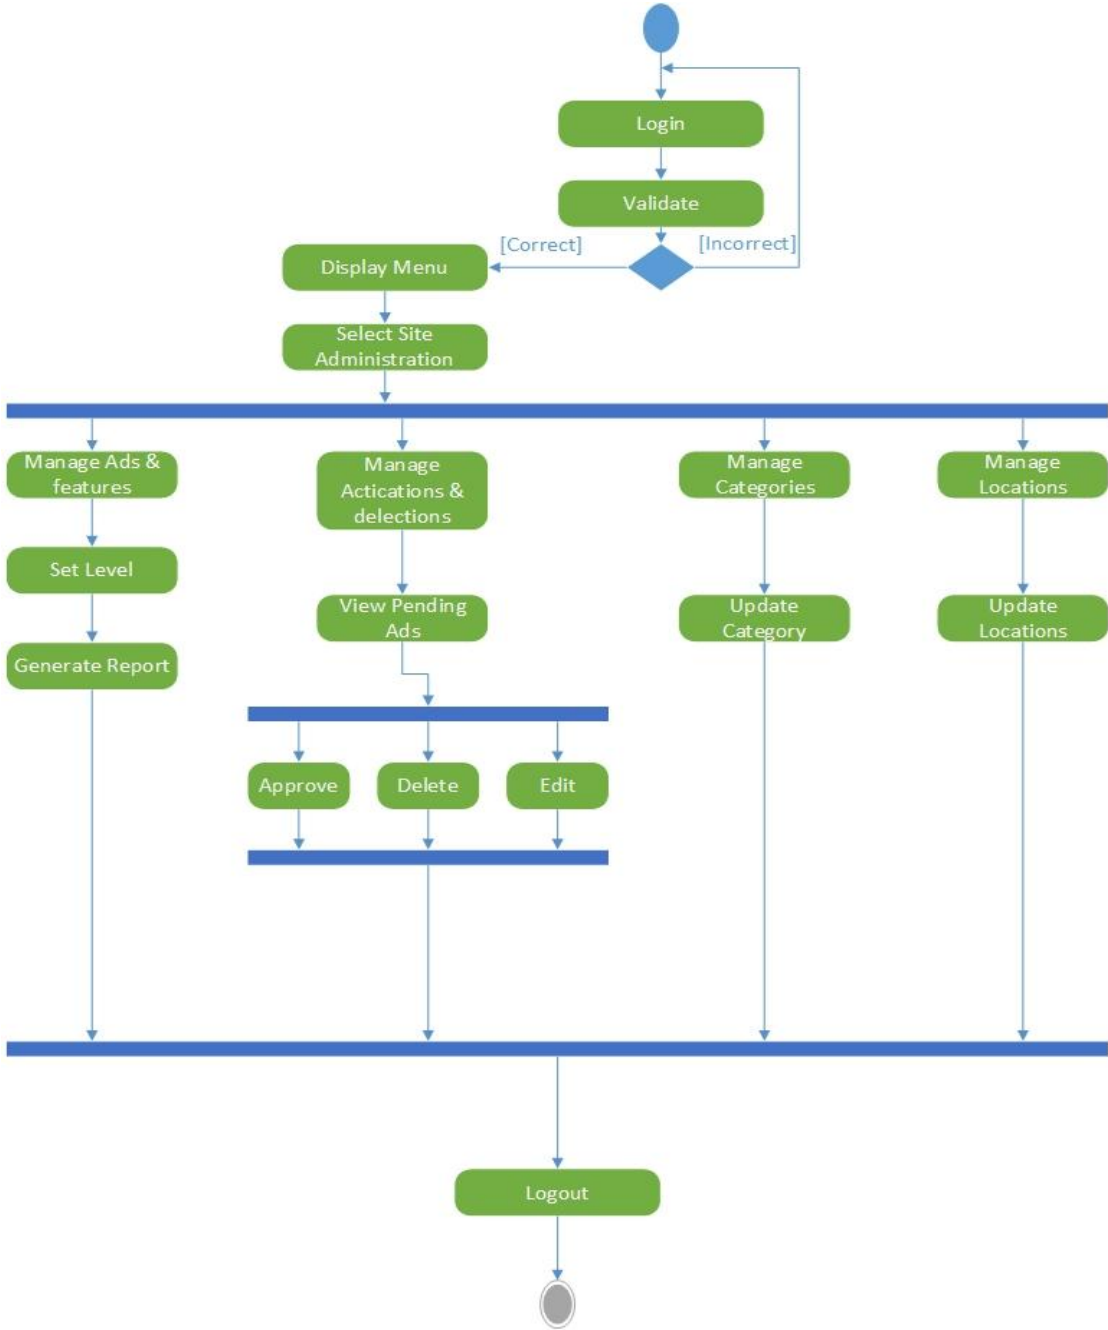 Login
Validate
[Correct]
[Incorrect]
Display Menu
Select Site
Administration
Manage Ads &
features
Manage
Actications &
delections
Manage
Categories
Manage
Locations
Set Level
View Pending
Ads
Update
Category
Update
Locations
Generate Report
Approve
Delete
Edit
Logout